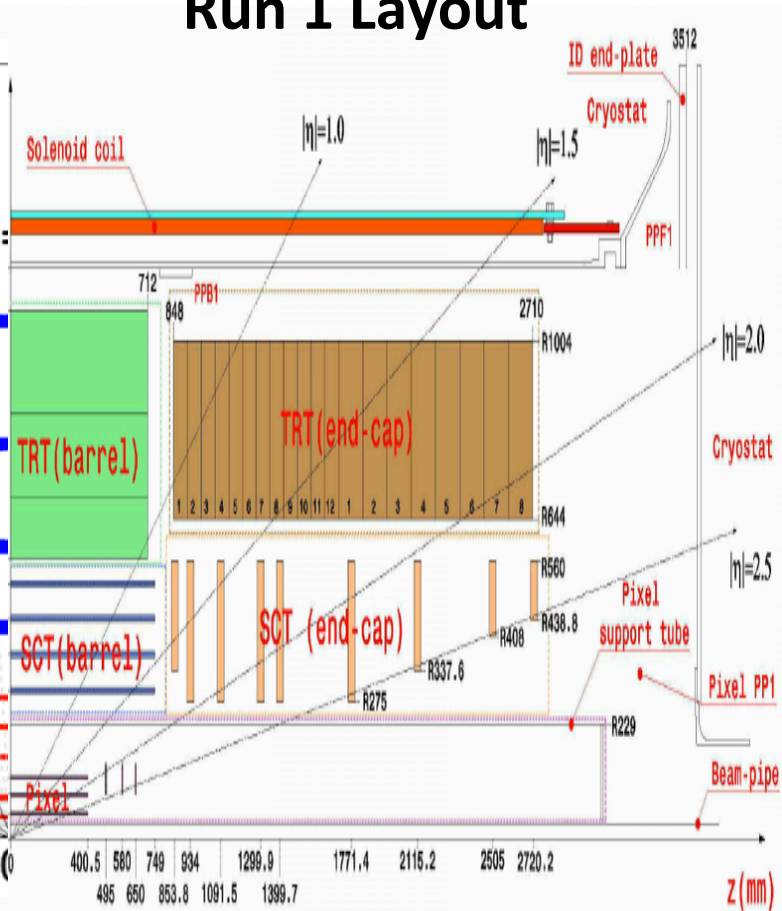 Run 1 Layout
3512
ID end-plate
Cryostat
|η|=1.0
|η|=1.5
Solenoid coil
PPF1
712
PPB1
848
2710
R1004
|η|=2.0
TRT(barrel)
TRT(end-cap)
Cryostat
1 2 3 4 5 6 7 8 9 10 11 12 1 2 3 4 5 6 7 8
R644
R560
|η|=2.5
Pixel
support tube
R438.8
R408
SCT(barrel)
SCT (end-cap)
R337.6
R275
Pixel PP1
R229
Beam-pipe
Pixel
0 400.5 580 749 934 1299.9 1771.4 2115.2 2505 2720.2
495 650 853.8 1091.5 1399.7
z(mm)